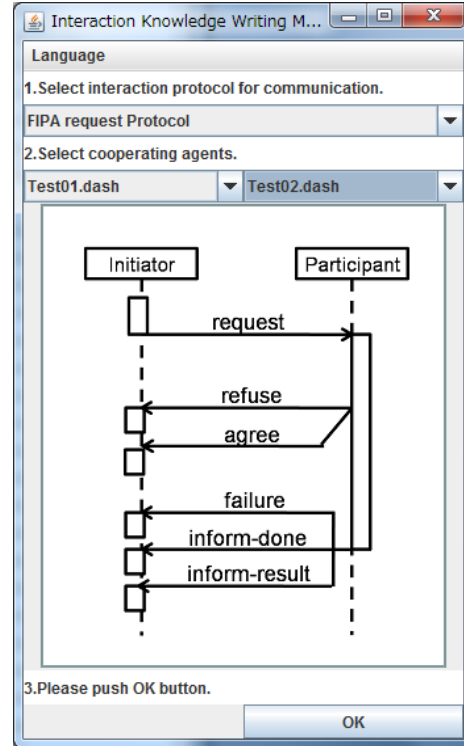 Interaction Knowledge Writing M...
Language
1.Select interaction protocol for communication.
FIPA request Protocol
2.Select cooperating agents.
Test01.dash Test02.dash
Initiator Participant
request
refuse
agree
failure
inform-done
inform-result
3.Please push OK button.
OK